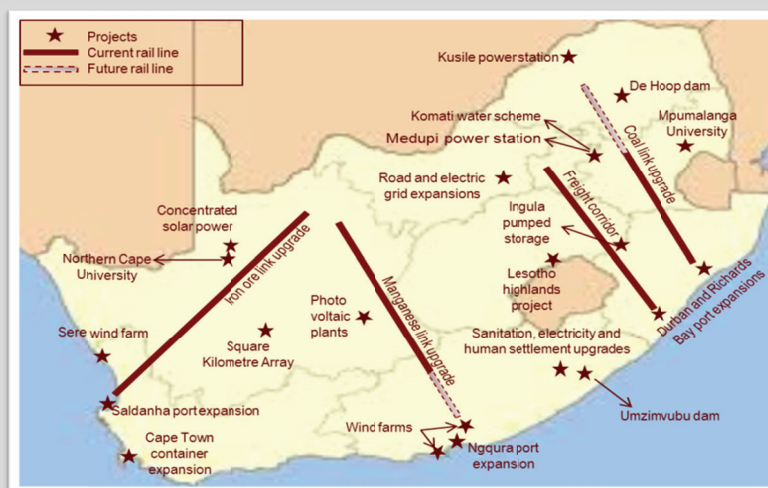 Projects
Current rail line
Future rail line
Kusile powerstation
De Hoop dam
Komati water scheme
Medupi power station
Mpumalanga
University
Coal link upgrade
Road and electric
grid expansions
Freight corridor
Irgula
pumped
storage
Concentrated
solar power
Northern Cape
University
Iron ore link upgrade
Lesotho
highlands
project
Durban and Richards
Bay port expansions
Manganese link upgrade
Photo
voltaic
plants
Sere wind farm
Square
Kilometre Array
Sanitation, electricity and
human settlement upgrades
Saldanha port expansion
Umzimvubu dam
Wind farms
Cape Town
container
expansion
Ngqura port
expansion